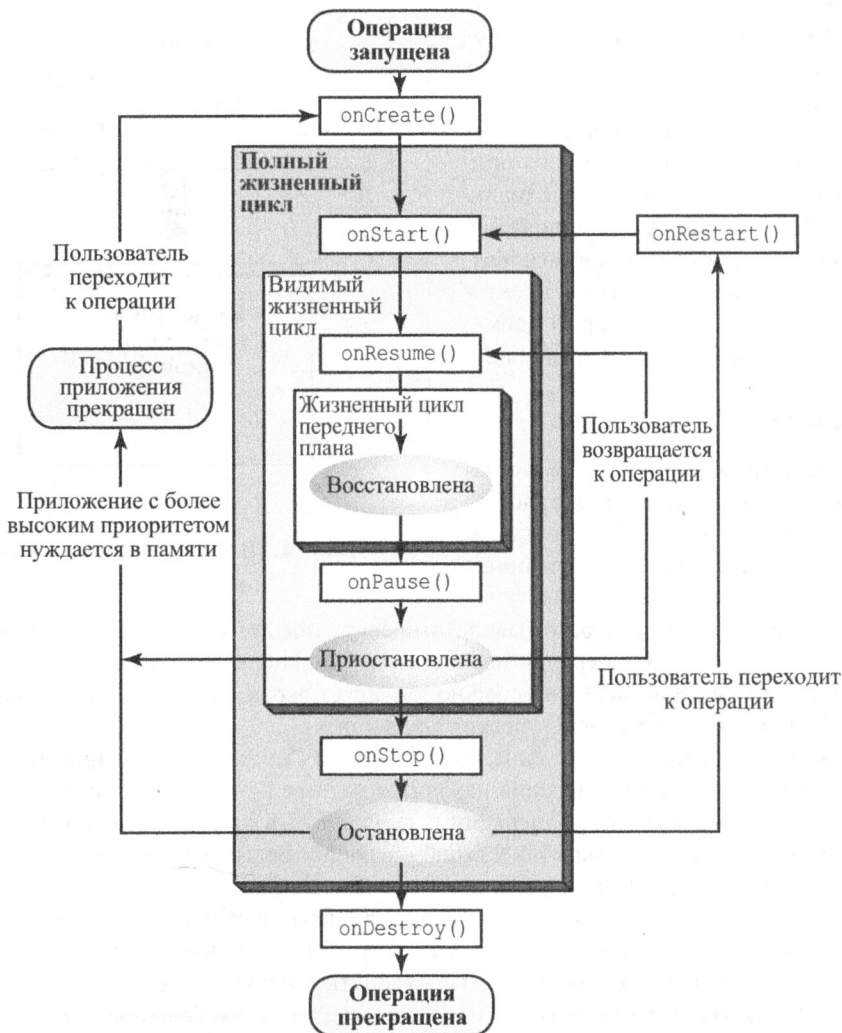 Операция
запущена
onCreate()
Полный
жизненный
цикл
onStart()
onRestart()
Пользователь
переходит
к операции
Видимый
жизненный
цикл
onResume()
Процесс
приложения
прекращен
Жизненный цикл
переднего
плана
Пользователь
возвращается
к операции
Восстановлена
Приложение с более
высоким приоритетом
нуждается в памяти
onPause()
Приостановлена
Пользователь переходит
к операции
onStop()
Остановлена
onDestroy()
Операция
прекращена